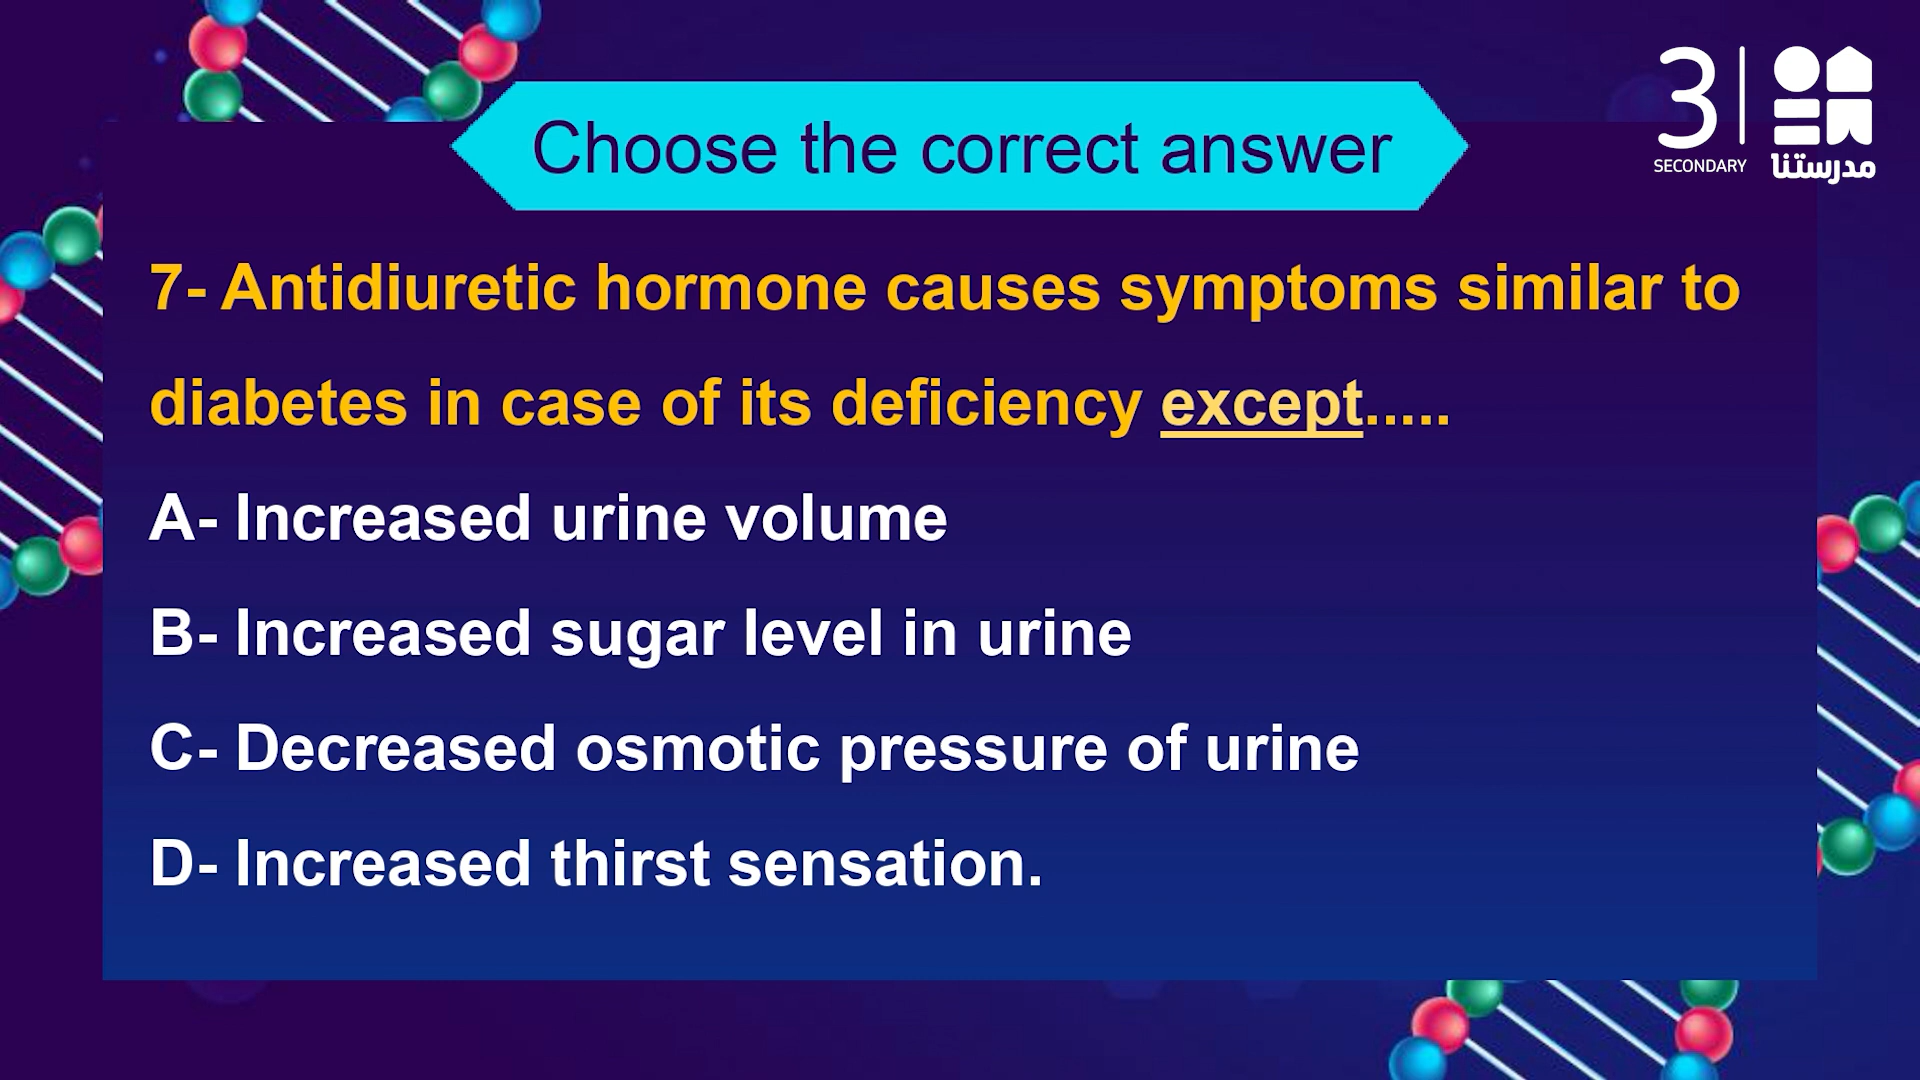 3
SECONDARY
مدرستنا
Choose the correct answer
7- Antidiuretic hormone causes symptoms similar to
diabetes in case of its deficiency except.....
A- Increased urine volume
B- Increased sugar level in urine
C- Decreased osmotic pressure of urine
D- Increased thirst sensation.